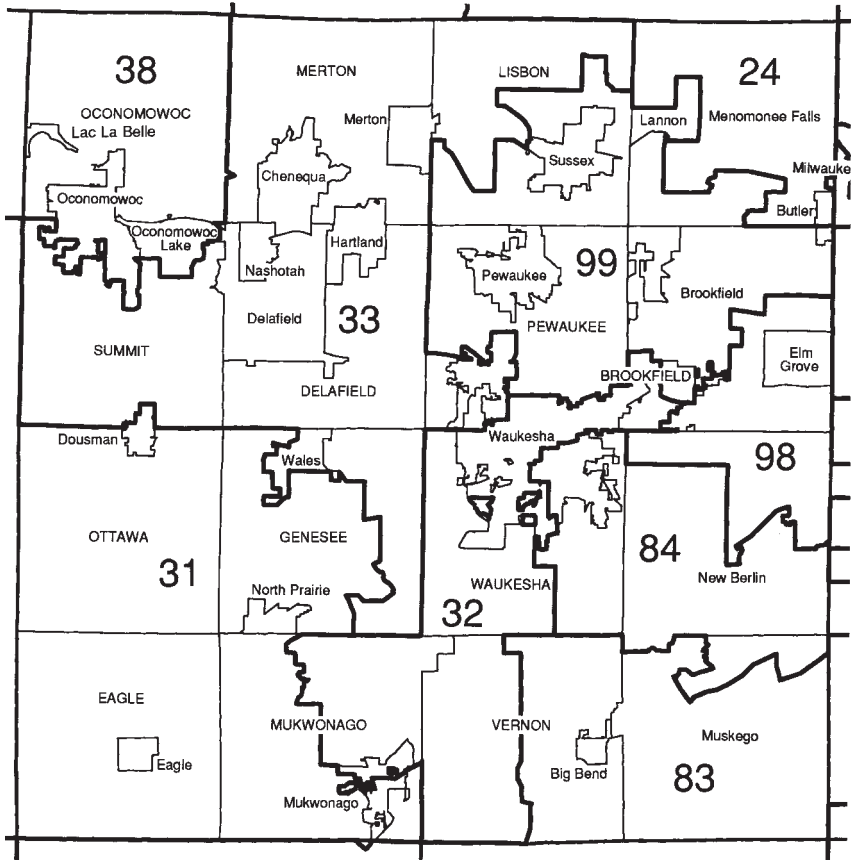 38
MERTON
LISBON
24
OCONOMOWOC
Lac La Belle
Merton
Lannon
Menomonee Falls
Chenequa
Sussex
Milwauke
Oconomowoc
Butler
Oconomowoc
Lake
Hartland
Nashotah
Pewaukee
99
Brookfield
Delafield
33
PEWAUKEE
SUMMIT
Elm
Grove
DELAFIELD
BROOKFIELD
Dousman
Wales
Waukesha
98
OTTAWA
GENESEE
84
31
North Prairie
WAUKESHA
New Berlin
32
EAGLE
MUKWONAGO
VERNON
Muskego
Eagle
Big Bend
83
Mukwonago